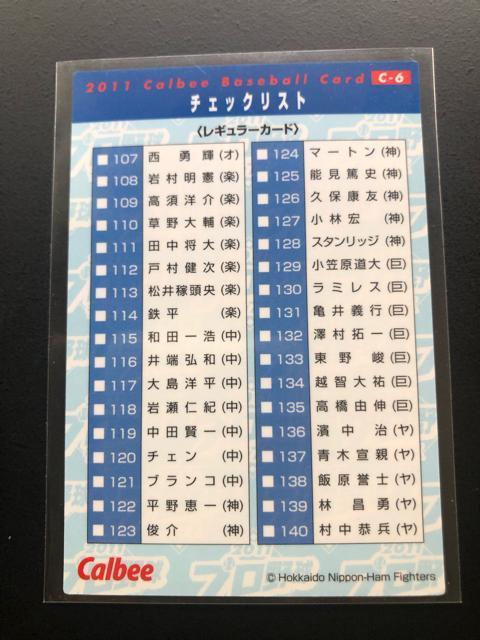 2011 Calbee Baseball Card C-6
チェックリスト
〈レギュラーカード〉
107 西 勇輝(オ)
108 岩村明憲(楽)
109 高須洋介(楽)
110 草野大輔(楽)
111 田中将大(楽)
112 戸村健次(楽)
113 松井稼頭央(楽)
114 鉄平 (楽)
115 和田一浩(中)
116 井端弘和(中)
117 大島洋平(中)
118 岩瀬仁紀(中)
119 中田賢一(中)
120 チェン (中)
121 ブランコ(中)
122 平野恵一(神)
123 俊介 (神)
124 マートン(神)
125 能見篤史(神)
126 久保康友(神)
127 小林宏 (神)
128 スタンリッジ(神)
129 小笠原道大(巨)
130 ラミレス(巨)
131 亀井義行(巨)
132 澤村拓一(巨)
133 東野 峻(巨)
134 越智大祐(巨)
135 高橋由伸(巨)
136 濱中 治(ヤ)
137 青木宣親(ヤ)
138 飯原誉士(ヤ)
139 林 昌勇(ヤ)
140 村中恭兵(ヤ)
Calbee
© Hokkaido Nippon-Ham Fighters